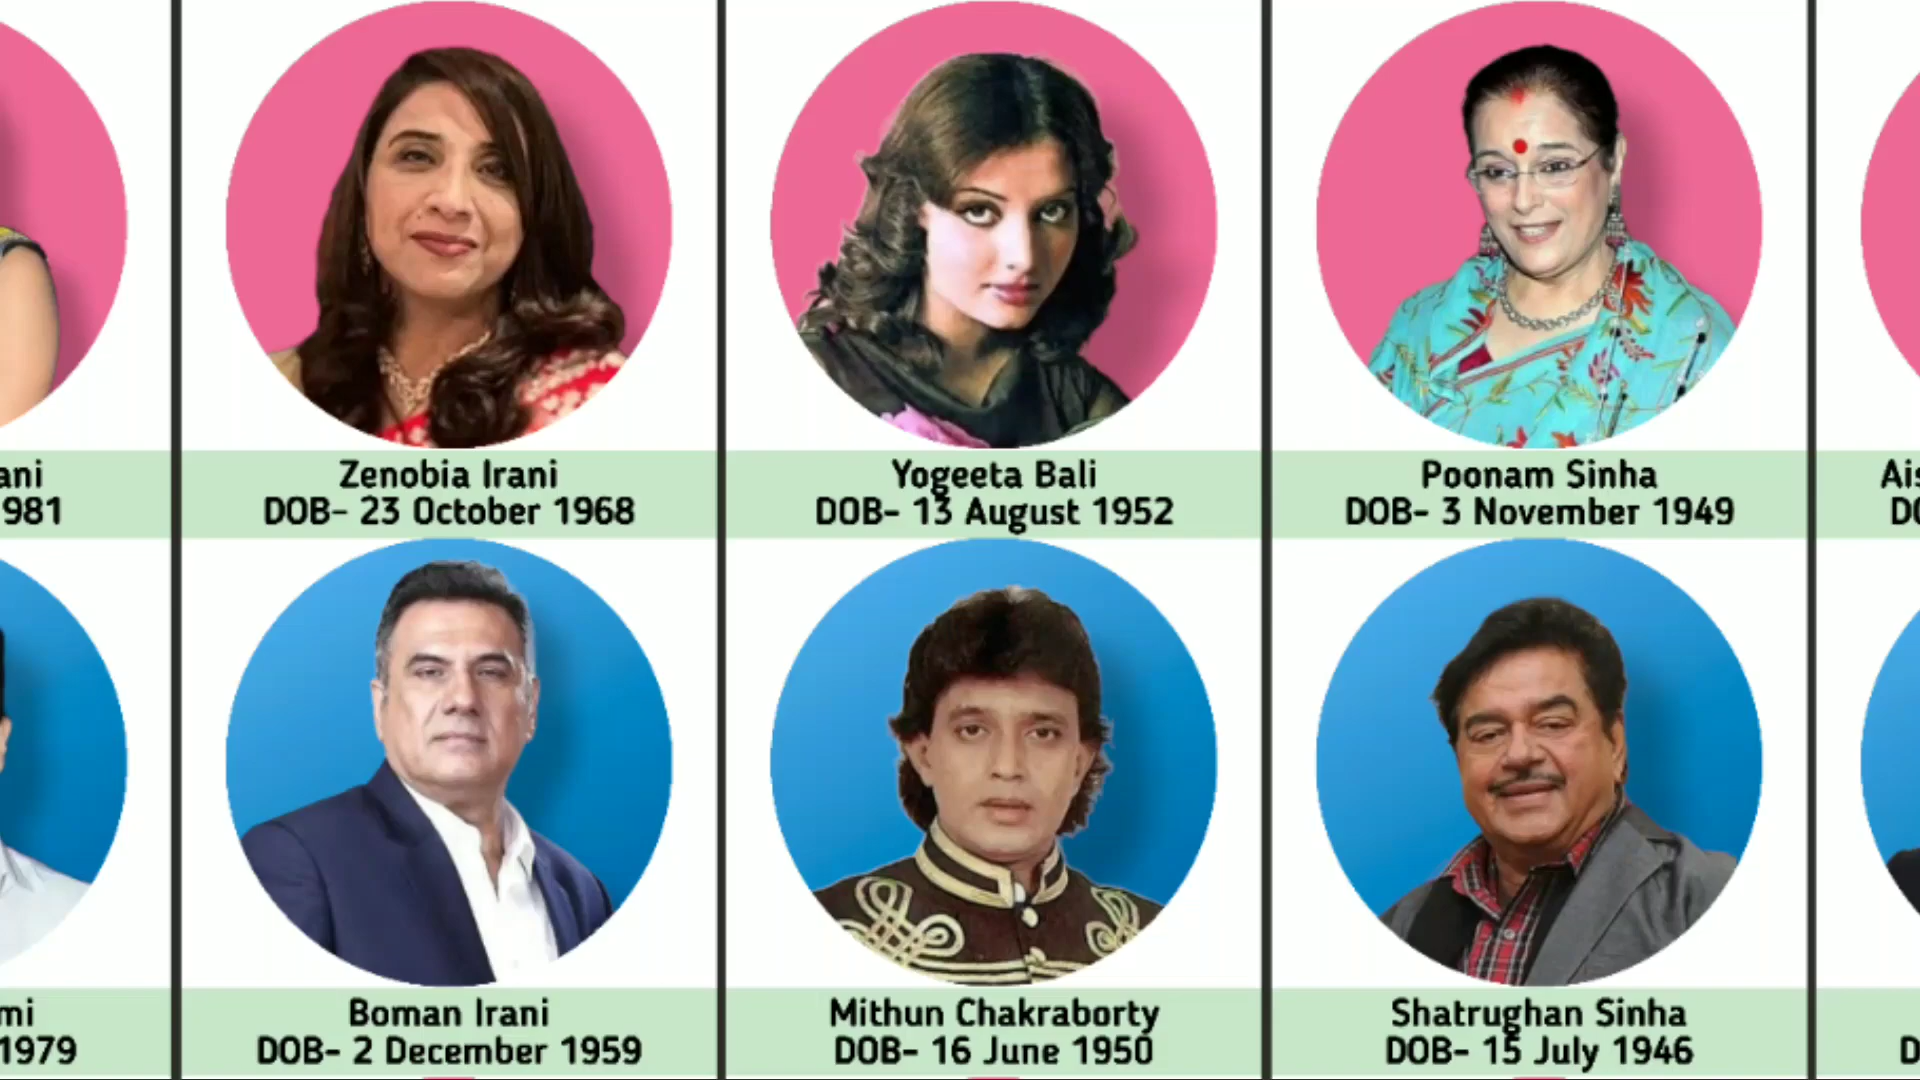 ani
981
Zenobia Irani
DOB- 23 October 1968
Yogeeta Bali
DOB- 13 August 1952
Poonam Sinha
DOB- 3 November 1949
Ais
DO
mi
1979
Boman Irani
DOB- 2 December 1959
Mithun Chakraborty
DOB- 16 June 1950
Shatrughan Sinha
DOB- 15 July 1946
D